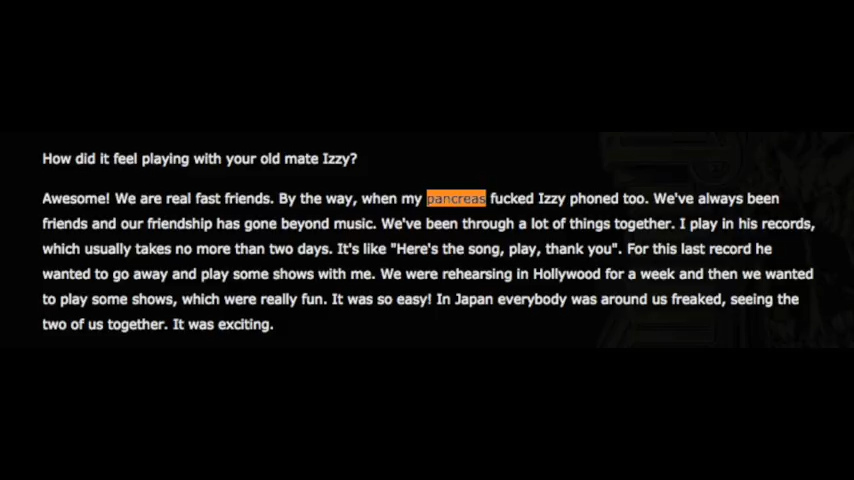 How did it feel playing with your old mate Izzy?
Awesome! We are real fast friends. By the way, when my pancreas fucked Izzy phoned too. We've always been
friends and our friendship has gone beyond music. We've been through a lot of things together. I play in his records,
which usually takes no more than two days. It's like "Here's the song, play, thank you". For this last record he
wanted to go away and play some shows with me. We were rehearsing in Hollywood for a week and then we wanted
to play some shows, which were really fun. It was so easy! In Japan everybody was around us freaked, seeing the
two of us together. It was exciting.